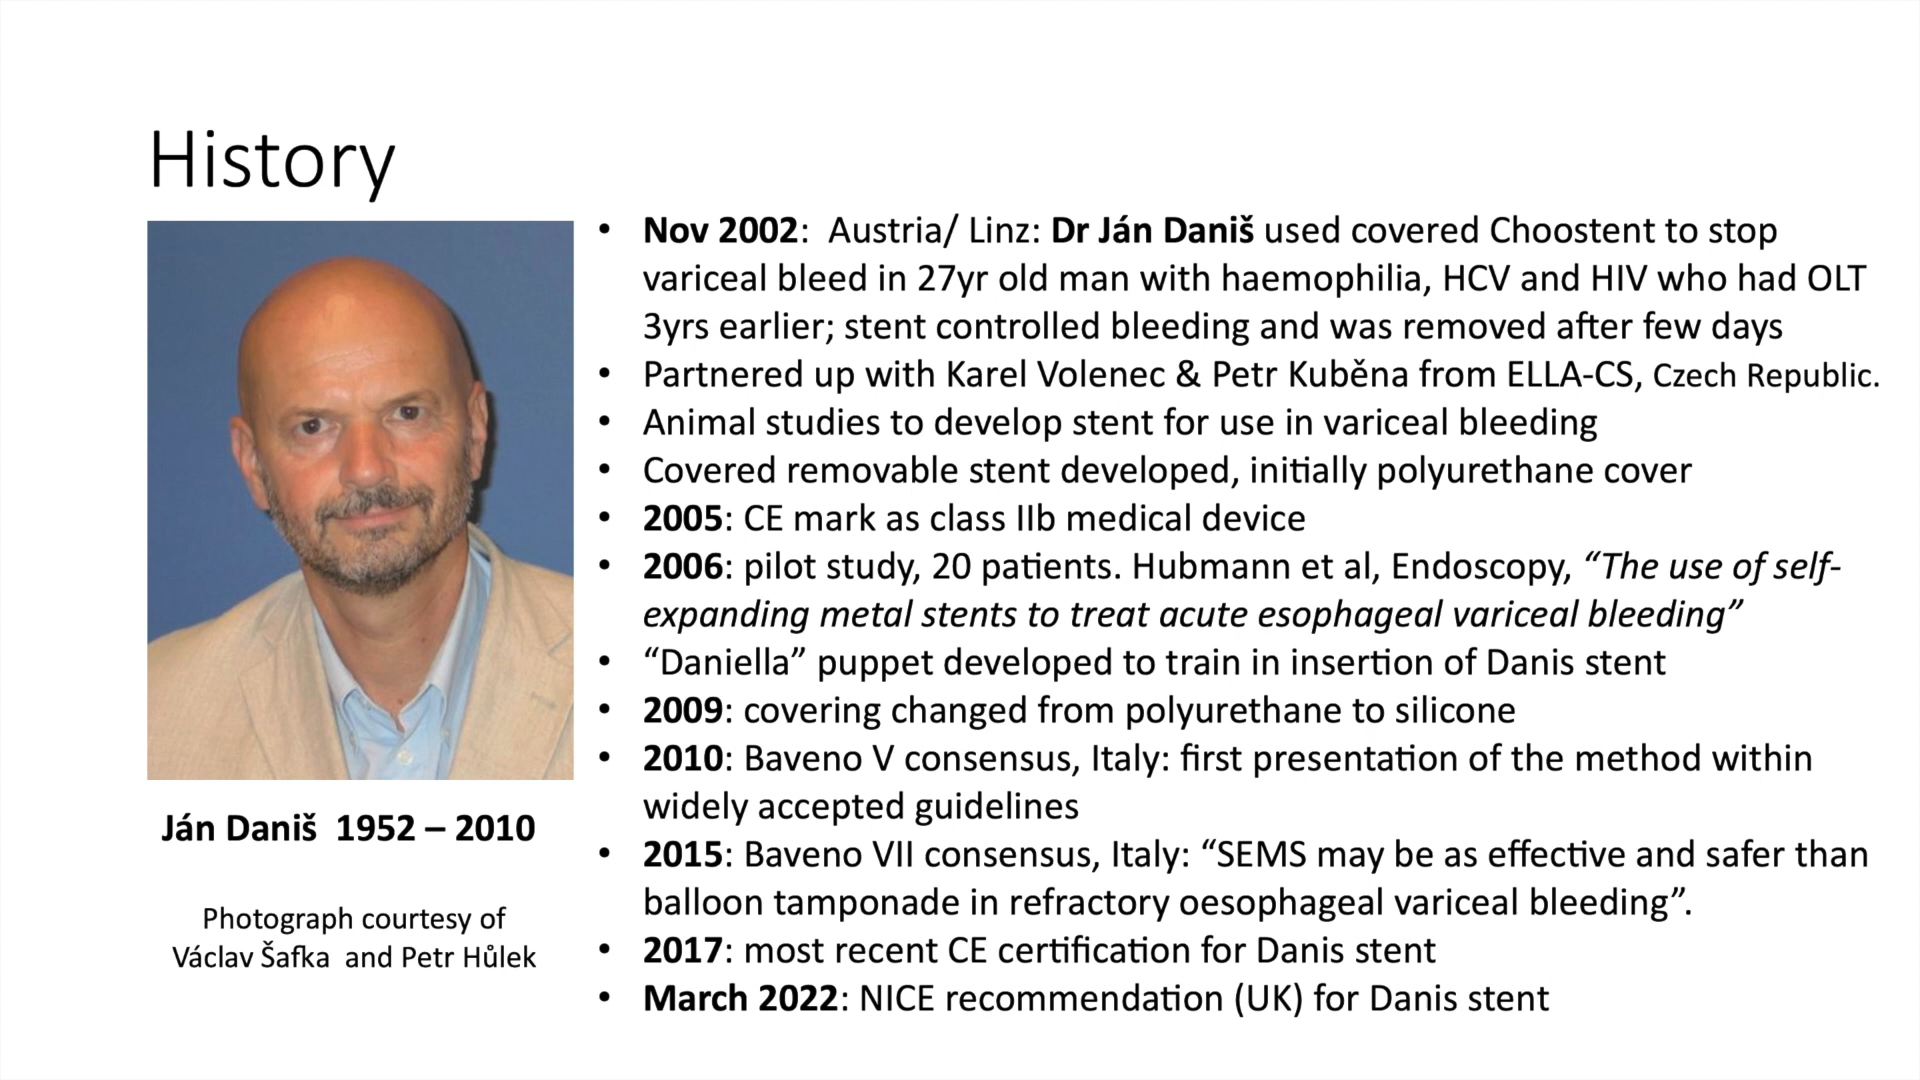 History
• Nov 2002:  Austria/ Linz: Dr Ján Daniš used covered Choostent to stop
variceal bleed in 27yr old man with haemophilia, HCV and HIV who had OLT
3yrs earlier; stent controlled bleeding and was removed after few days
• Partnered up with Karel Volenec & Petr Kuběna from ELLA-CS, Czech Republic.
• Animal studies to develop stent for use in variceal bleeding
• Covered removable stent developed, initially polyurethane cover
• 2005: CE mark as class IIb medical device
• 2006: pilot study, 20 patients. Hubmann et al, Endoscopy, “The use of self-
expanding metal stents to treat acute esophageal variceal bleeding”
• “Daniella” puppet developed to train in insertion of Danis stent
• 2009: covering changed from polyurethane to silicone
• 2010: Baveno V consensus, Italy: first presentation of the method within
widely accepted guidelines
• 2015: Baveno VII consensus, Italy: “SEMS may be as effective and safer than
balloon tamponade in refractory oesophageal variceal bleeding”.
• 2017: most recent CE certification for Danis stent
• March 2022: NICE recommendation (UK) for Danis stent
Ján Daniš  1952 – 2010
Photograph courtesy of
Václav Šafka  and Petr Hůlek